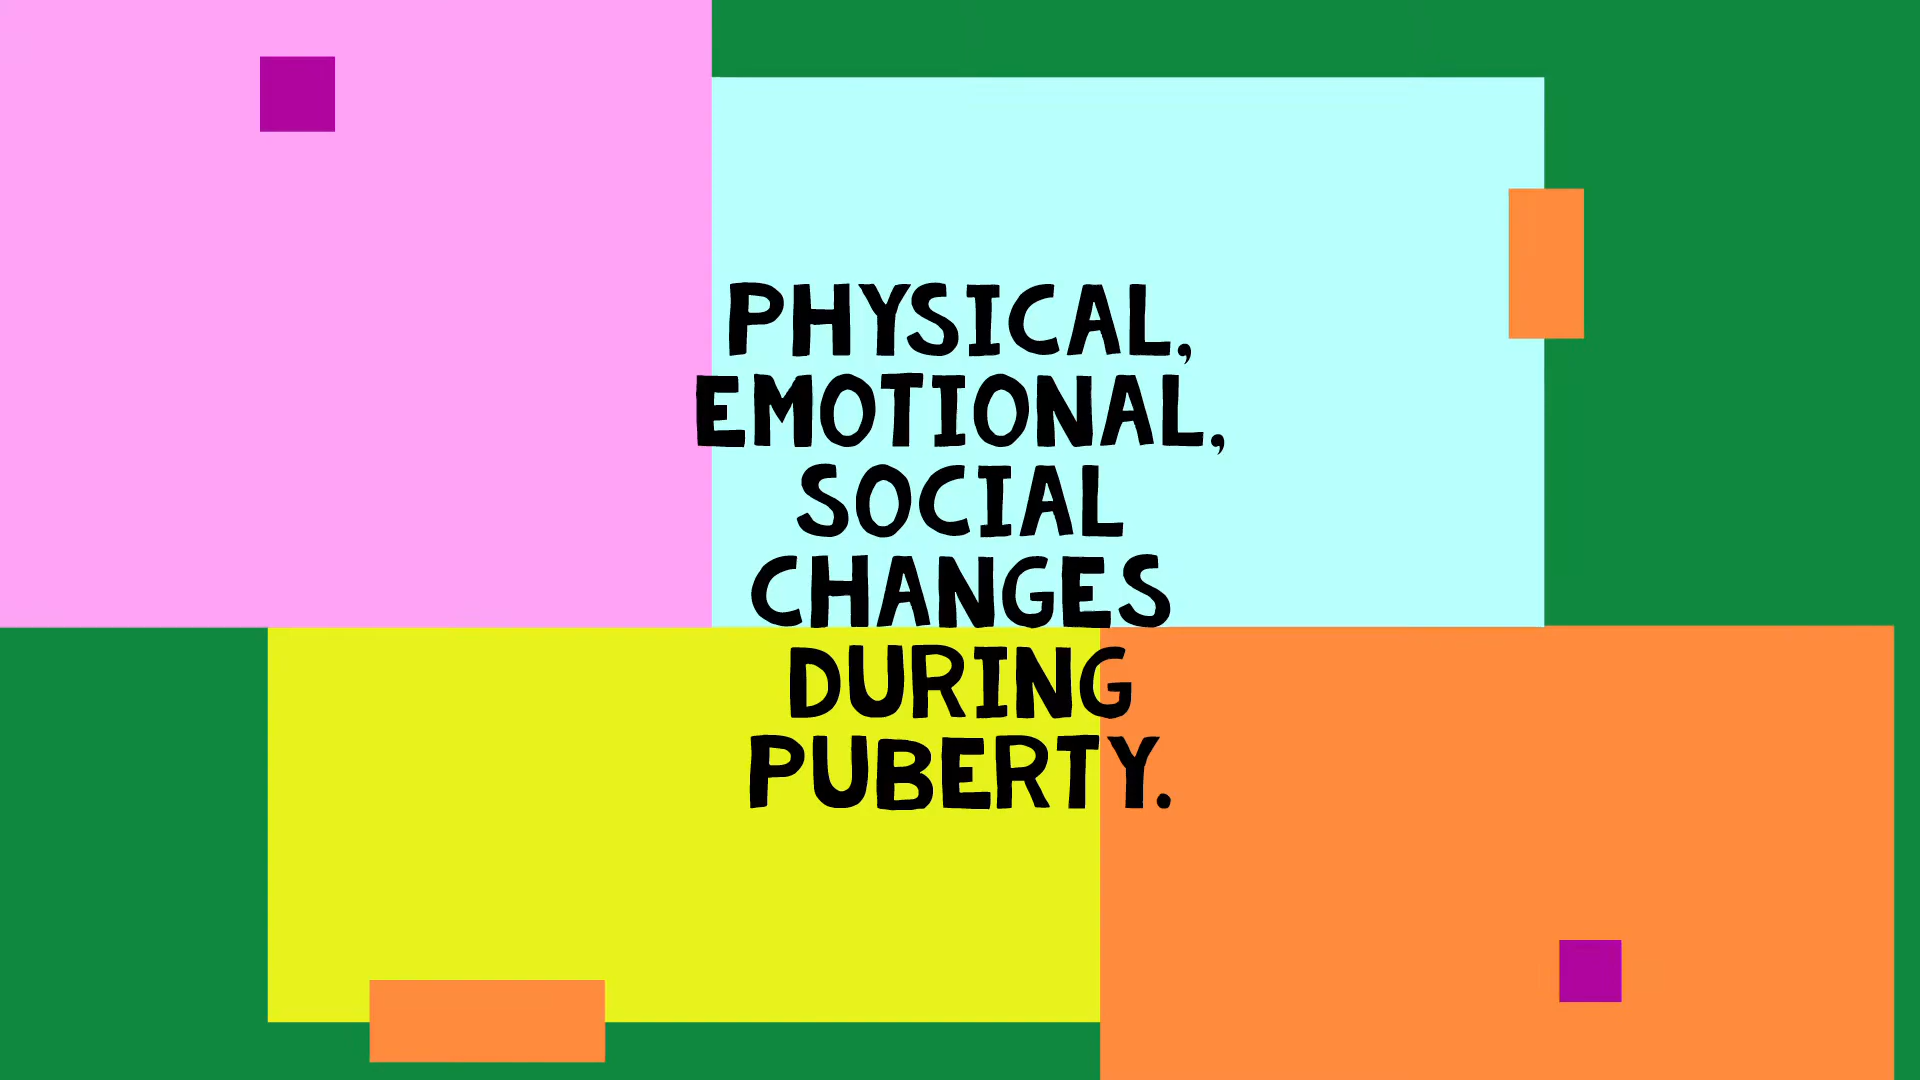 PHYSICAL,
EMOTIONAL,
SOCIAL
CHANGES
DURING
PUBERTY.